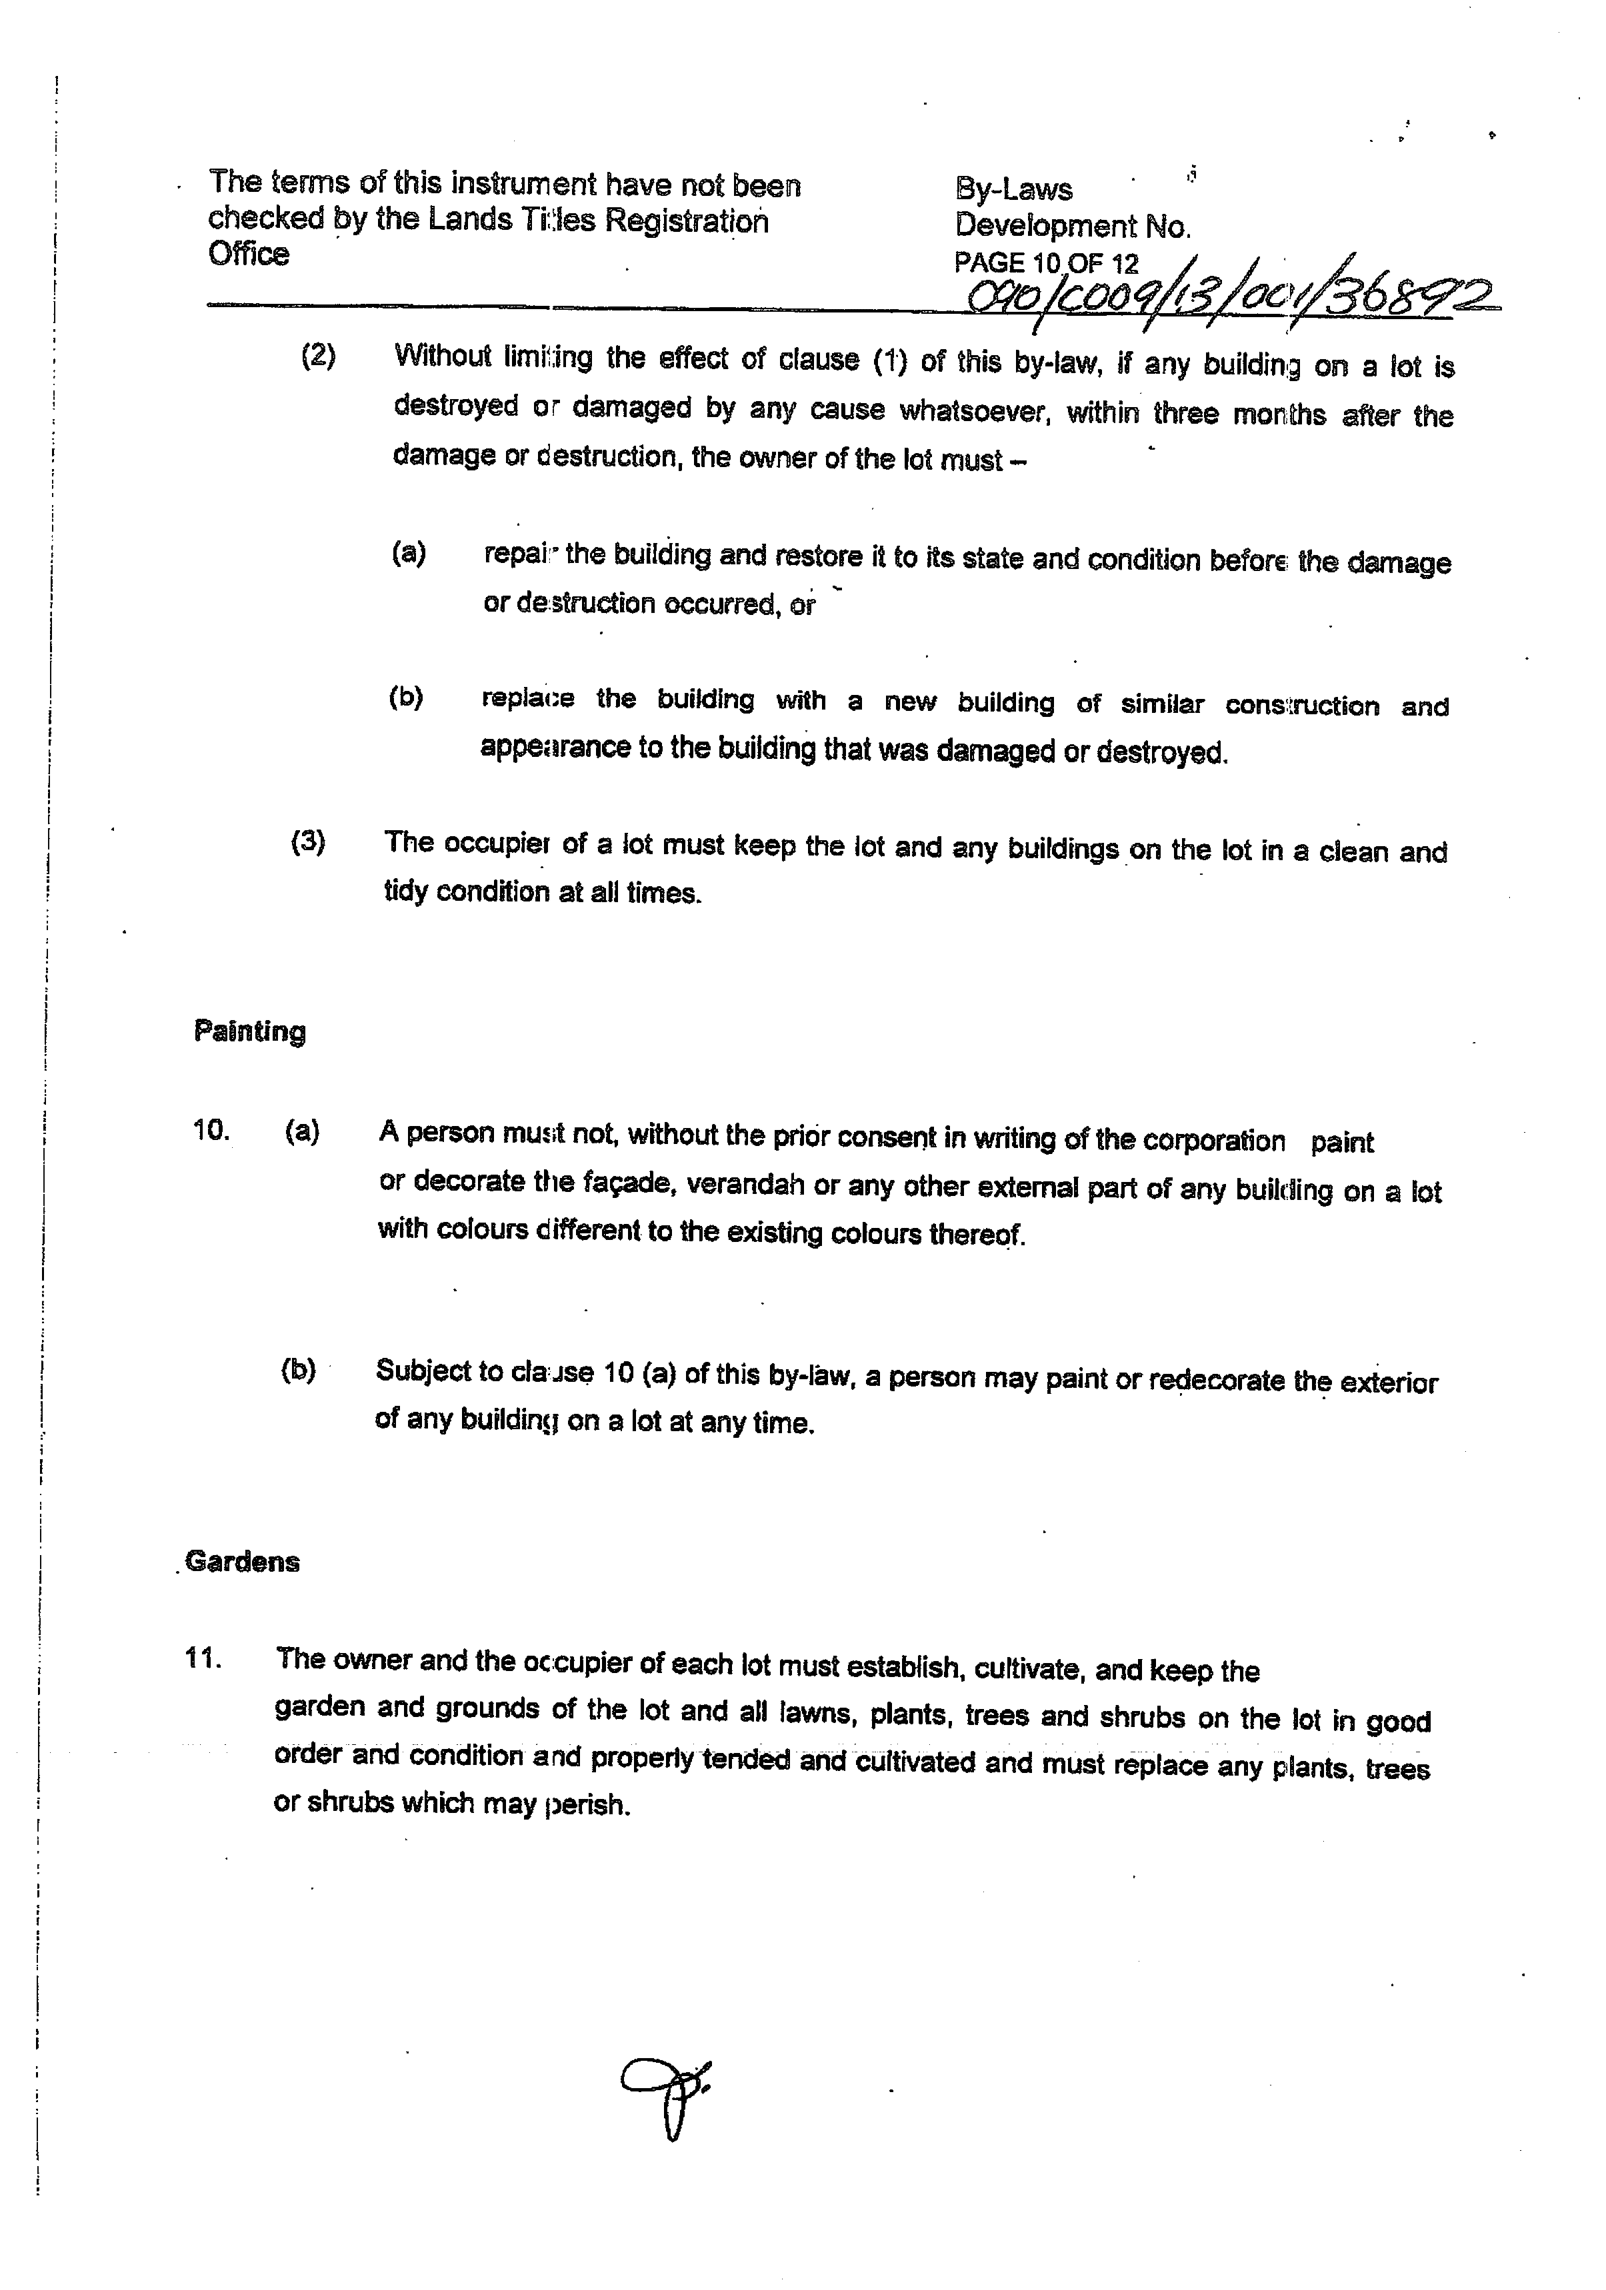 The terms of this instrument have not been
checked by the Lands Titles Registration
Office
By-Laws
Development No.
PAGE 10 OF 12
090/C009/13/001/36892
(2) Without limiting the effect of clause (1) of this by-law, if any building on a lot is
destroyed or damaged by any cause whatsoever, within three months after the
damage or destruction, the owner of the lot must –
(a) repair the building and restore it to its state and condition before the damage
or destruction occurred, or
(b) replace the building with a new building of similar construction and
appearance to the building that was damaged or destroyed.
(3) The occupier of a lot must keep the lot and any buildings on the lot in a clean and
tidy condition at all times.
Painting
10. (a) A person must not, without the prior consent in writing of the corporation paint
or decorate the façade, verandah or any other external part of any building on a lot
with colours different to the existing colours thereof.
(b) Subject to clause 10 (a) of this by-law, a person may paint or redecorate the exterior
of any building on a lot at any time.
Gardens
11. The owner and the occupier of each lot must establish, cultivate, and keep the
garden and grounds of the lot and all lawns, plants, trees and shrubs on the lot in good
order and condition and properly tended and cultivated and must replace any plants, trees
or shrubs which may perish.